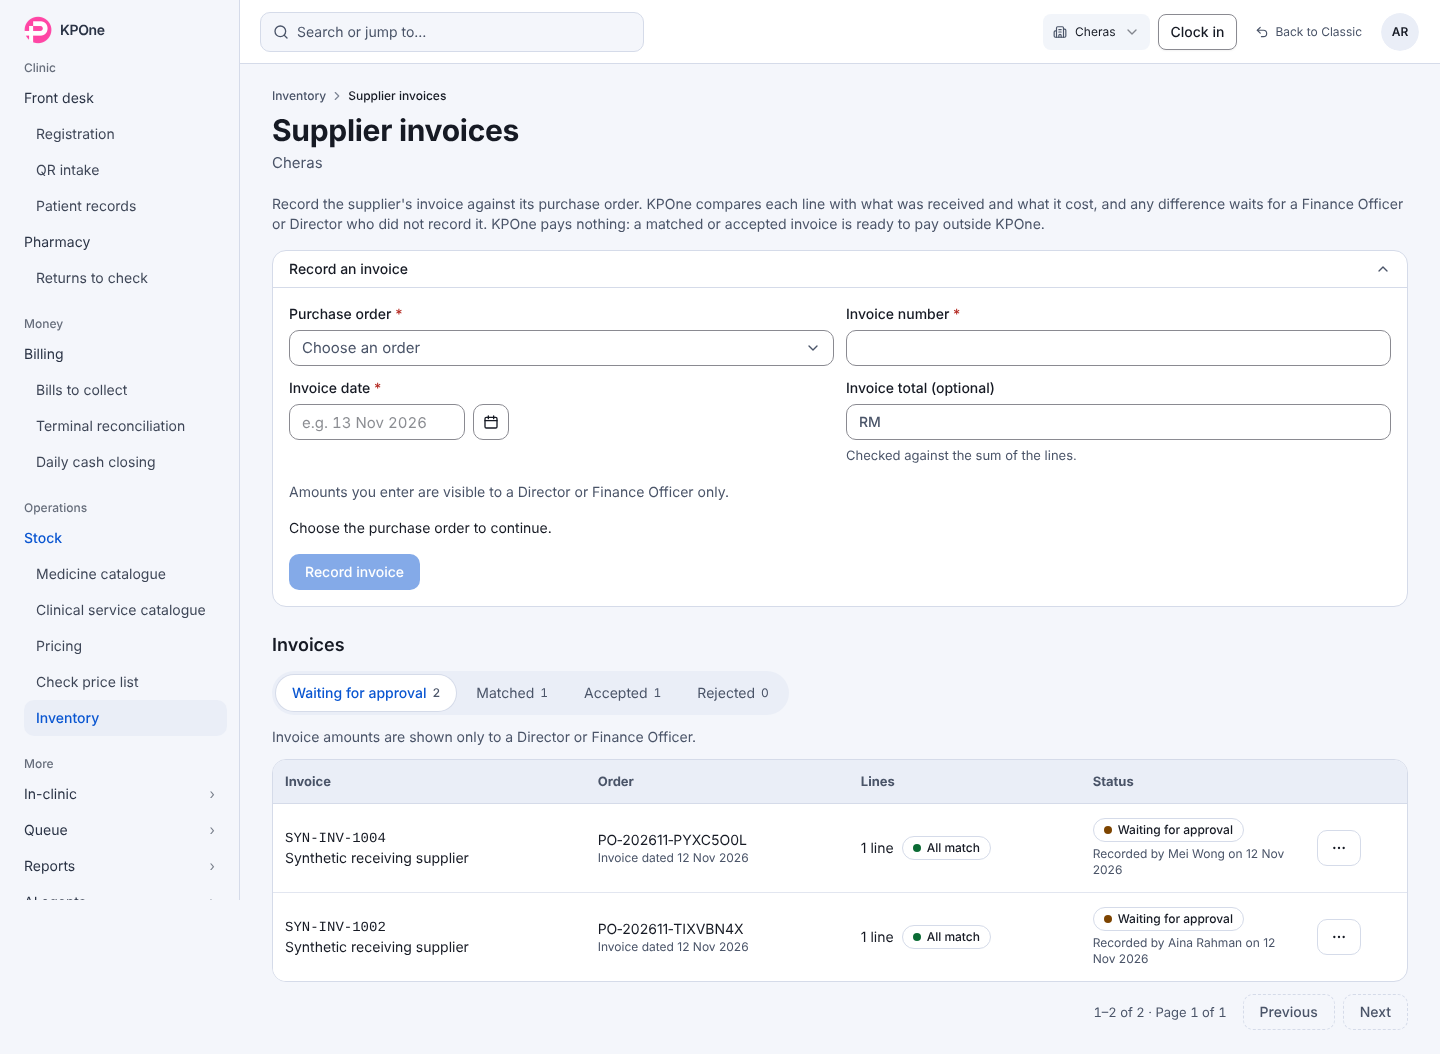 KPOne
Search or jump to...
Cheras
Clock in
Back to Classic
AR
Clinic
Front desk
Registration
QR intake
Patient records
Pharmacy
Returns to check
Money
Billing
Bills to collect
Terminal reconciliation
Daily cash closing
Operations
Stock
Medicine catalogue
Clinical service catalogue
Pricing
Check price list
Inventory
More
In-clinic
Queue
Reports
Inventory > Supplier invoices
Supplier invoices
Cheras
Record the supplier's invoice against its purchase order. KPOne compares each line with what was received and what it cost, and any difference waits for a Finance Officer
or Director who did not record it. KPOne pays nothing: a matched or accepted invoice is ready to pay outside KPOne.
Record an invoice
Purchase order *
Choose an order
Invoice number *
Invoice date *
e.g. 13 Nov 2026
Invoice total (optional)
RM
Checked against the sum of the lines.
Amounts you enter are visible to a Director or Finance Officer only.
Choose the purchase order to continue.
Record invoice
Invoices
Waiting for approval 2
Matched 1
Accepted 1
Rejected 0
Invoice amounts are shown only to a Director or Finance Officer.
Invoice Order Lines Status
SYN-INV-1004
Synthetic receiving supplier
PO-202611-PYXC5O0L
Invoice dated 12 Nov 2026
1 line All match
Waiting for approval
Recorded by Mei Wong on 12 Nov
2026
...
SYN-INV-1002
Synthetic receiving supplier
PO-202611-TIXVBN4X
Invoice dated 12 Nov 2026
1 line All match
Waiting for approval
Recorded by Aina Rahman on 12
Nov 2026
...
1–2 of 2 · Page 1 of 1
Previous
Next